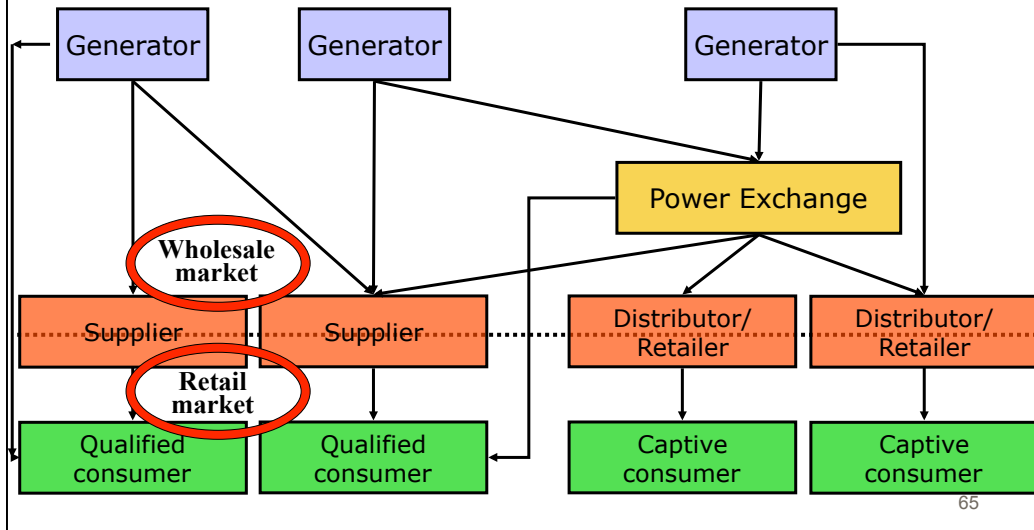 Generator
Generator
Generator
Power Exchange
Wholesale
market
Supplier
Supplier
Distributor/
Retailer
Distributor/
Retailer
Retail
market
Qualified
consumer
Qualified
consumer
Captive
consumer
Captive
consumer
65